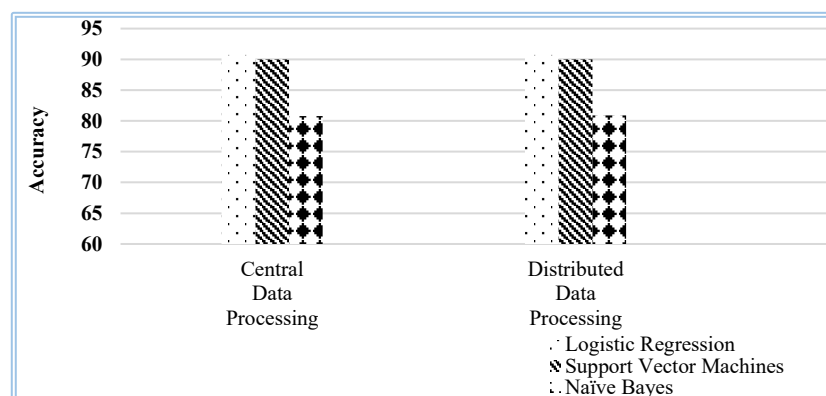 95
90
85
80
75
70
65
60
Accuracy
Central
Data
Processing
Distributed
Data
Processing
Logistic Regression
Support Vector Machines
Naïve Bayes